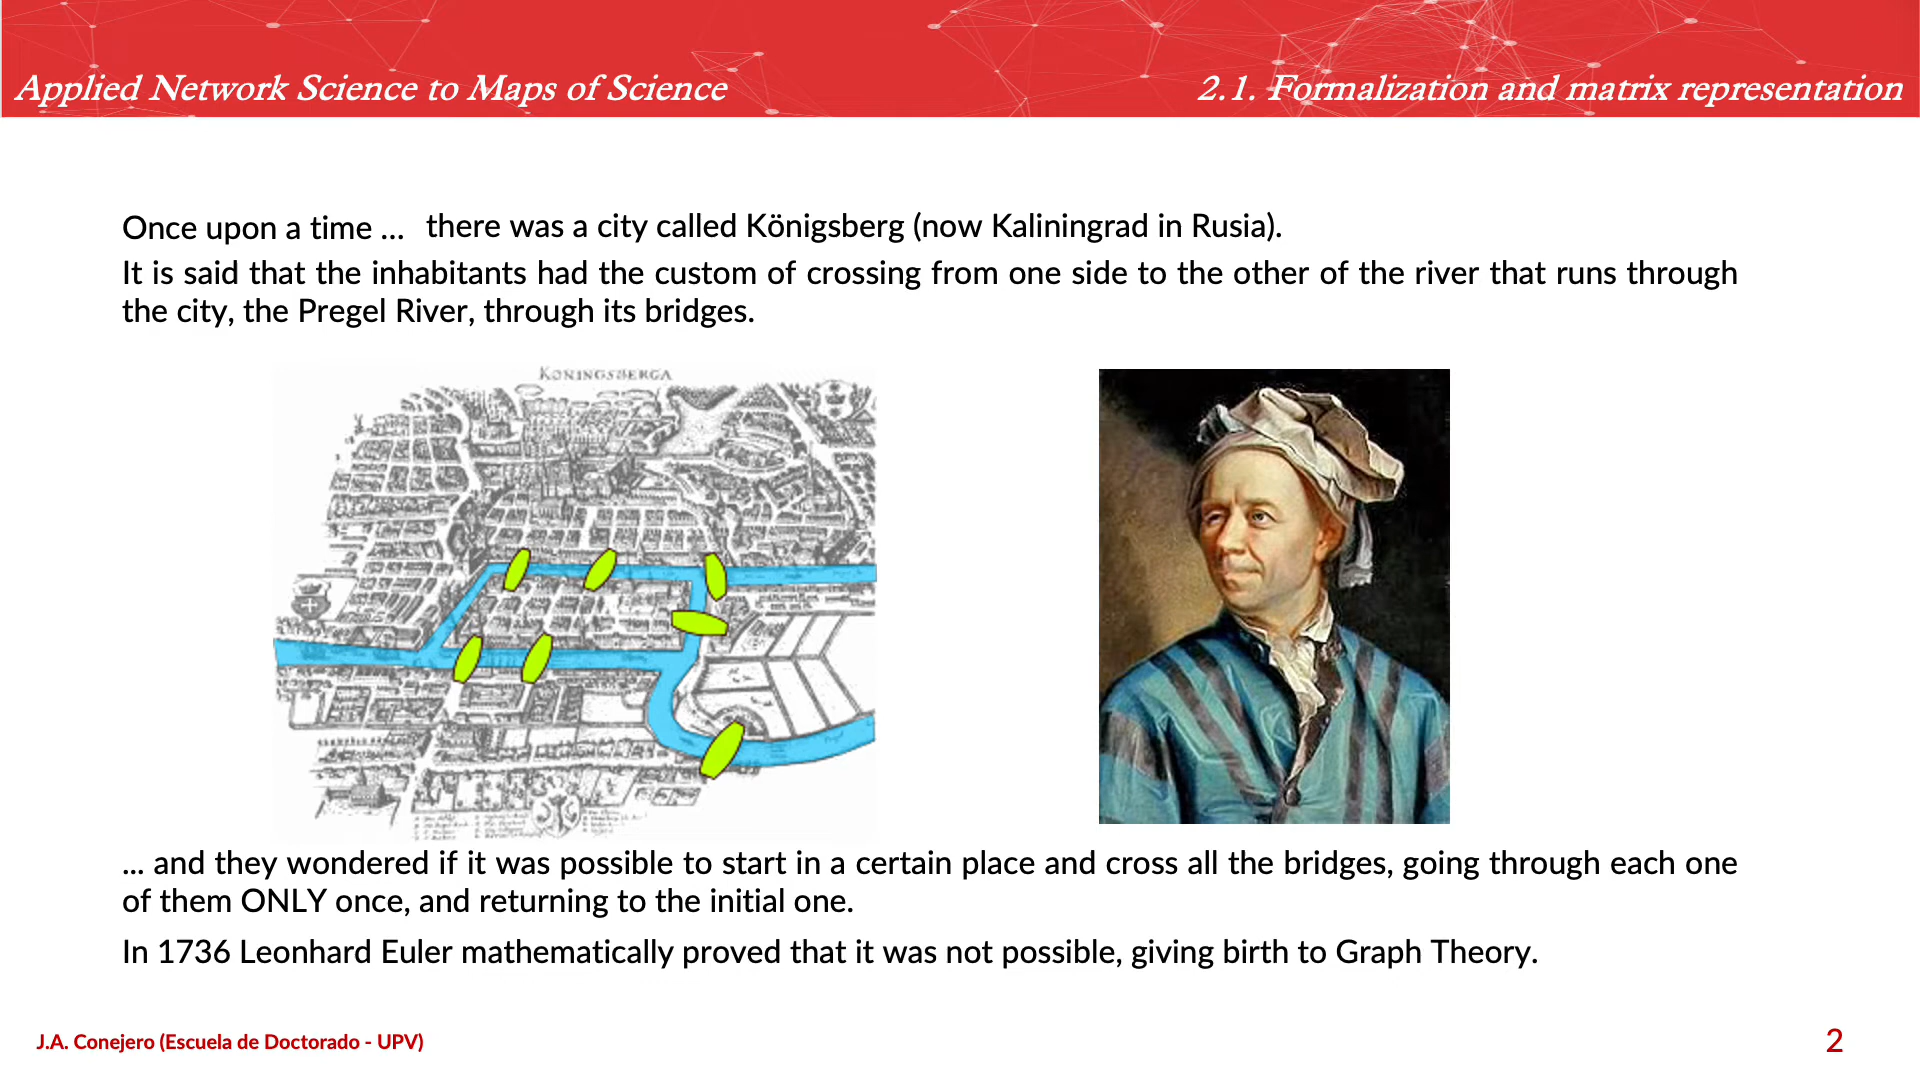 Applied Network Science to Maps of Science
2.1. Formalization and matrix representation
Once upon a time ... there was a city called Königsberg (now Kaliningrad in Rusia).
It is said that the inhabitants had the custom of crossing from one side to the other of the river that runs through
the city, the Pregel River, through its bridges.
KONINGSBERGA
... and they wondered if it was possible to start in a certain place and cross all the bridges, going through each one
of them ONLY once, and returning to the initial one.
In 1736 Leonhard Euler mathematically proved that it was not possible, giving birth to Graph Theory.
J.A. Conejero (Escuela de Doctorado - UPV)
2